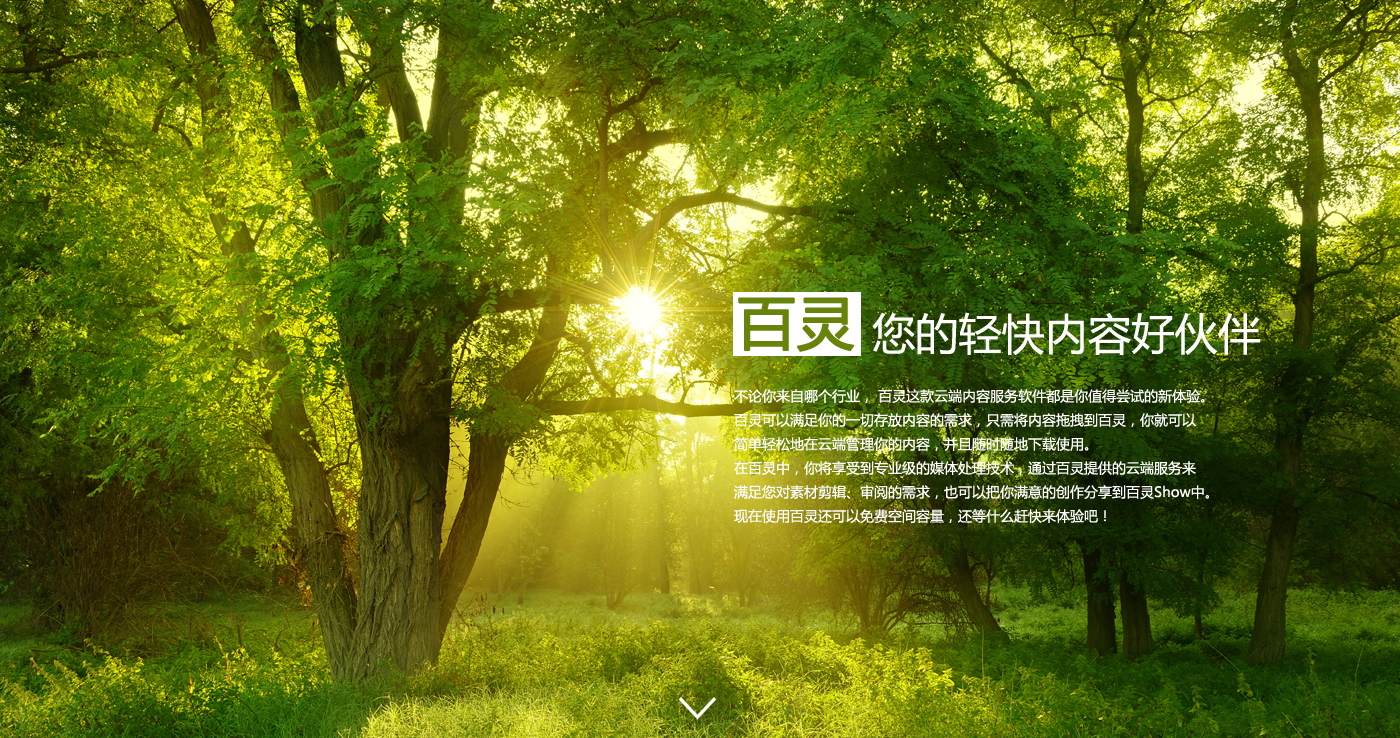 百灵 您的轻快内容好伙伴
不论你来自哪个行业， 百灵这款云端内容服务软件都是你值得尝试的新体验。
百灵可以满足你的一切存放内容的需求，只需将内容拖拽到百灵，你就可以
简单轻松地在云端管理你的内容，并且随时随地下载使用。
在百灵中，你将享受到专业级的媒体处理技术，通过百灵提供的云端服务来
满足您对素材剪辑、审阅的需求，也可以把你满意的创作分享到百灵Show中。
现在使用百灵还可以免费空间容量，还等什么赶快来体验吧！